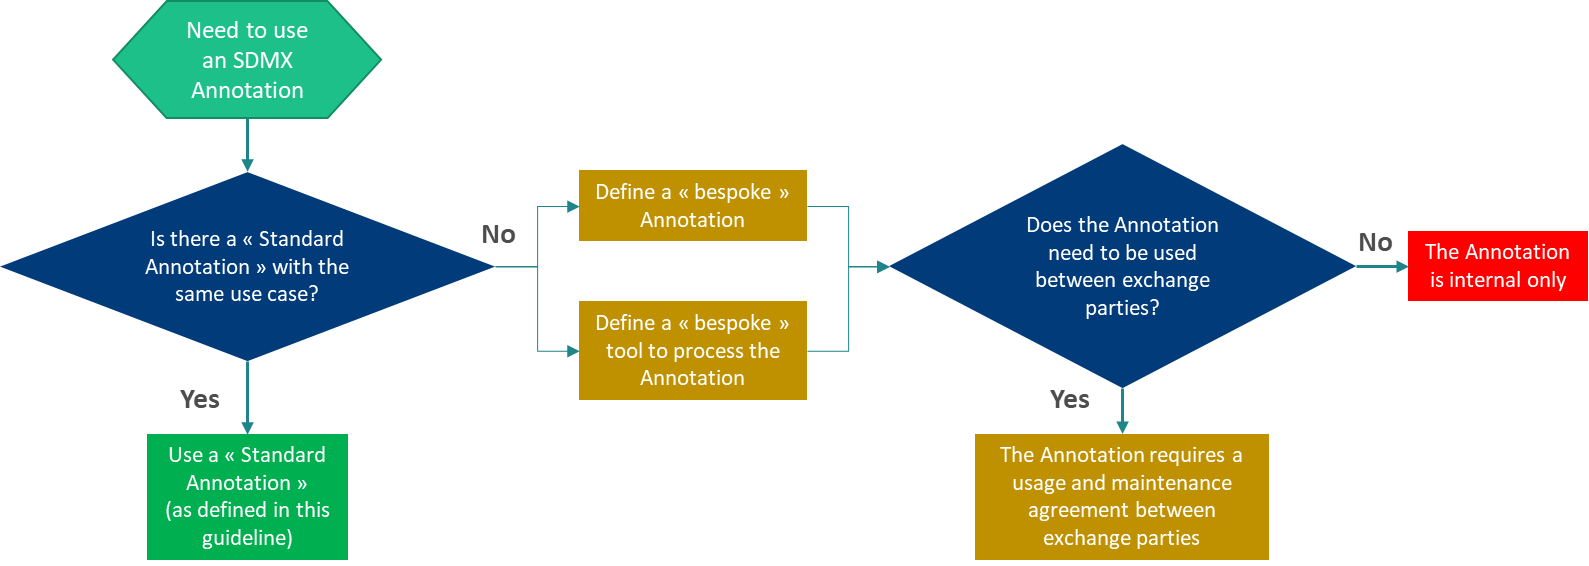 Need to use
an SDMX
Annotation
Is there a « Standard
Annotation » with the
same use case?
Yes
Use a « Standard
Annotation »
(as defined in this
guideline)
No
Define a « bespoke »
Annotation
Define a « bespoke »
tool to process the
Annotation
Does the Annotation
need to be used
between exchange
parties?
No
The Annotation
is internal only
Yes
The Annotation requires a
usage and maintenance
agreement between
exchange parties